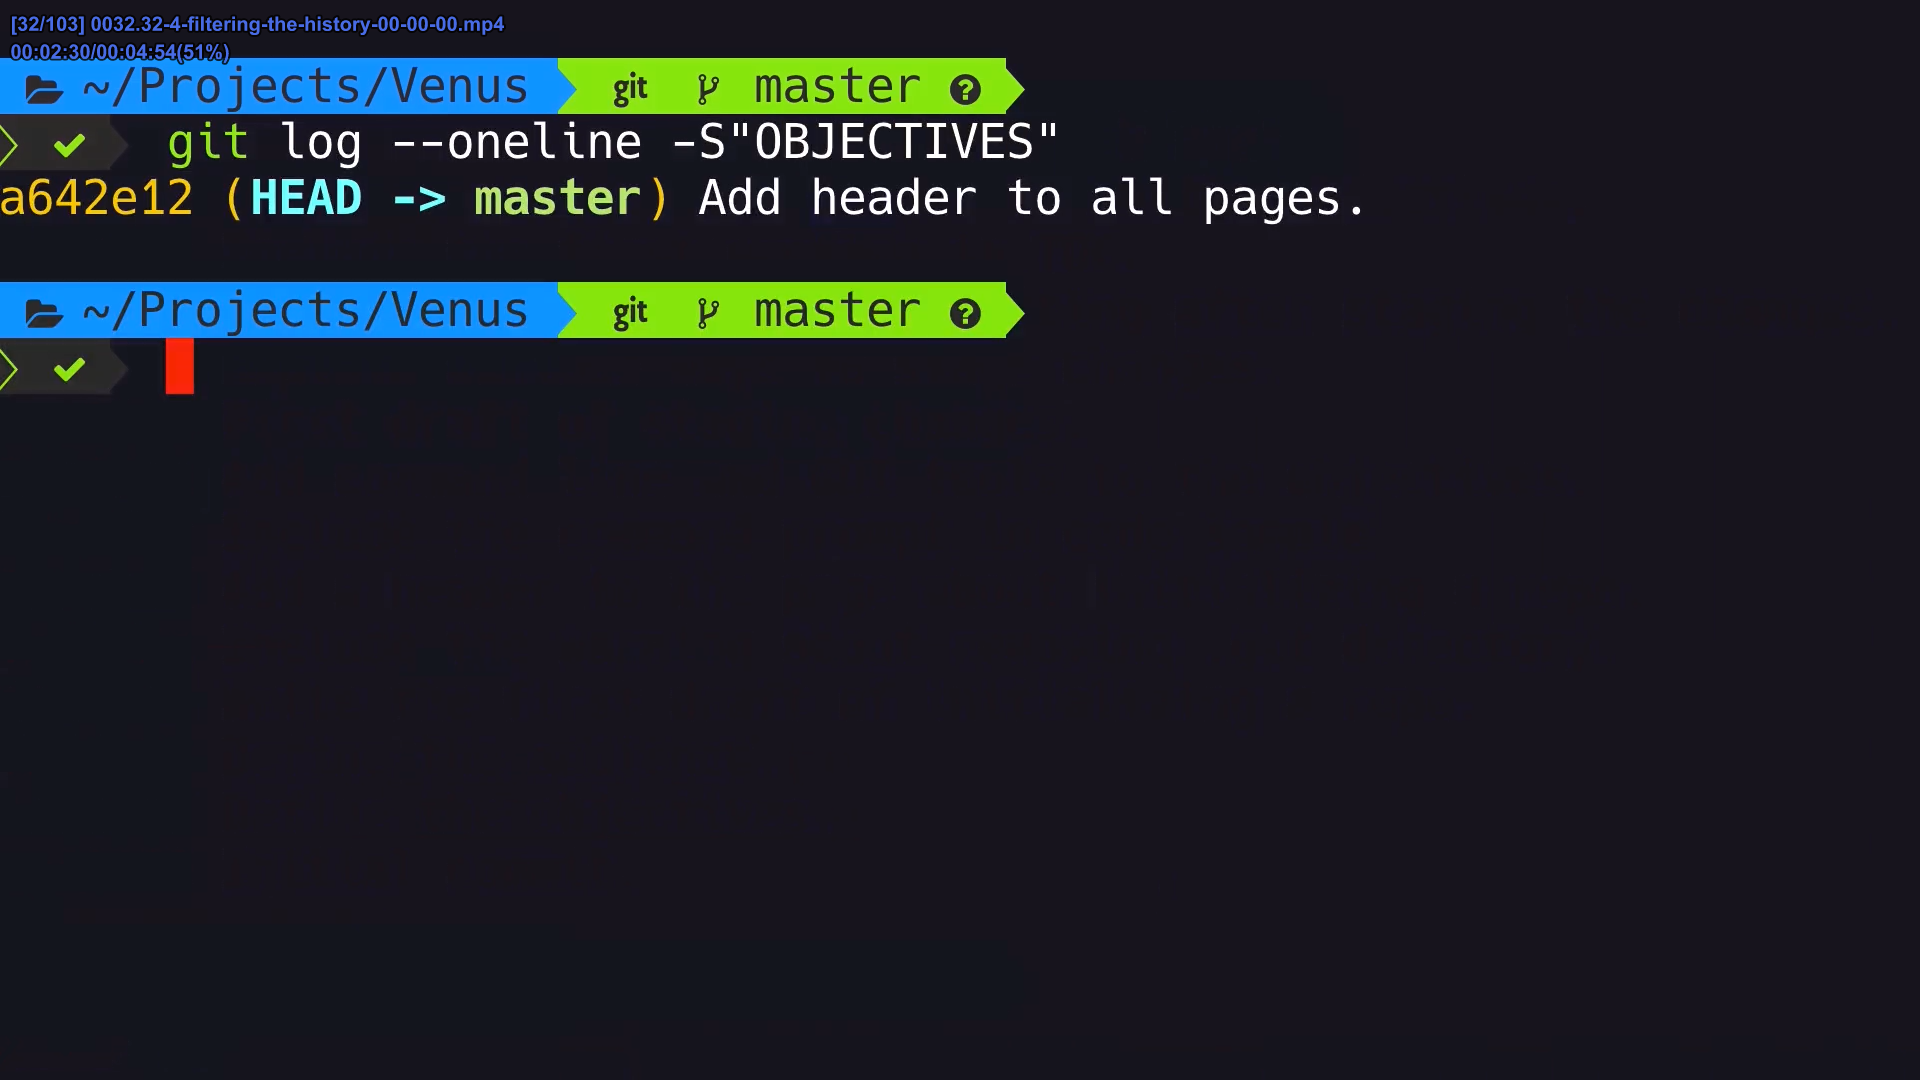 [32/103] 0032.32-4-filtering-the-history-00-00-00.mp4
00:02:30/00:04:54(51%)
~/Projects/Venus git master ?
git log --oneline -S"OBJECTIVES"
a642e12 (HEAD -> master) Add header to all pages.
~/Projects/Venus git master ?